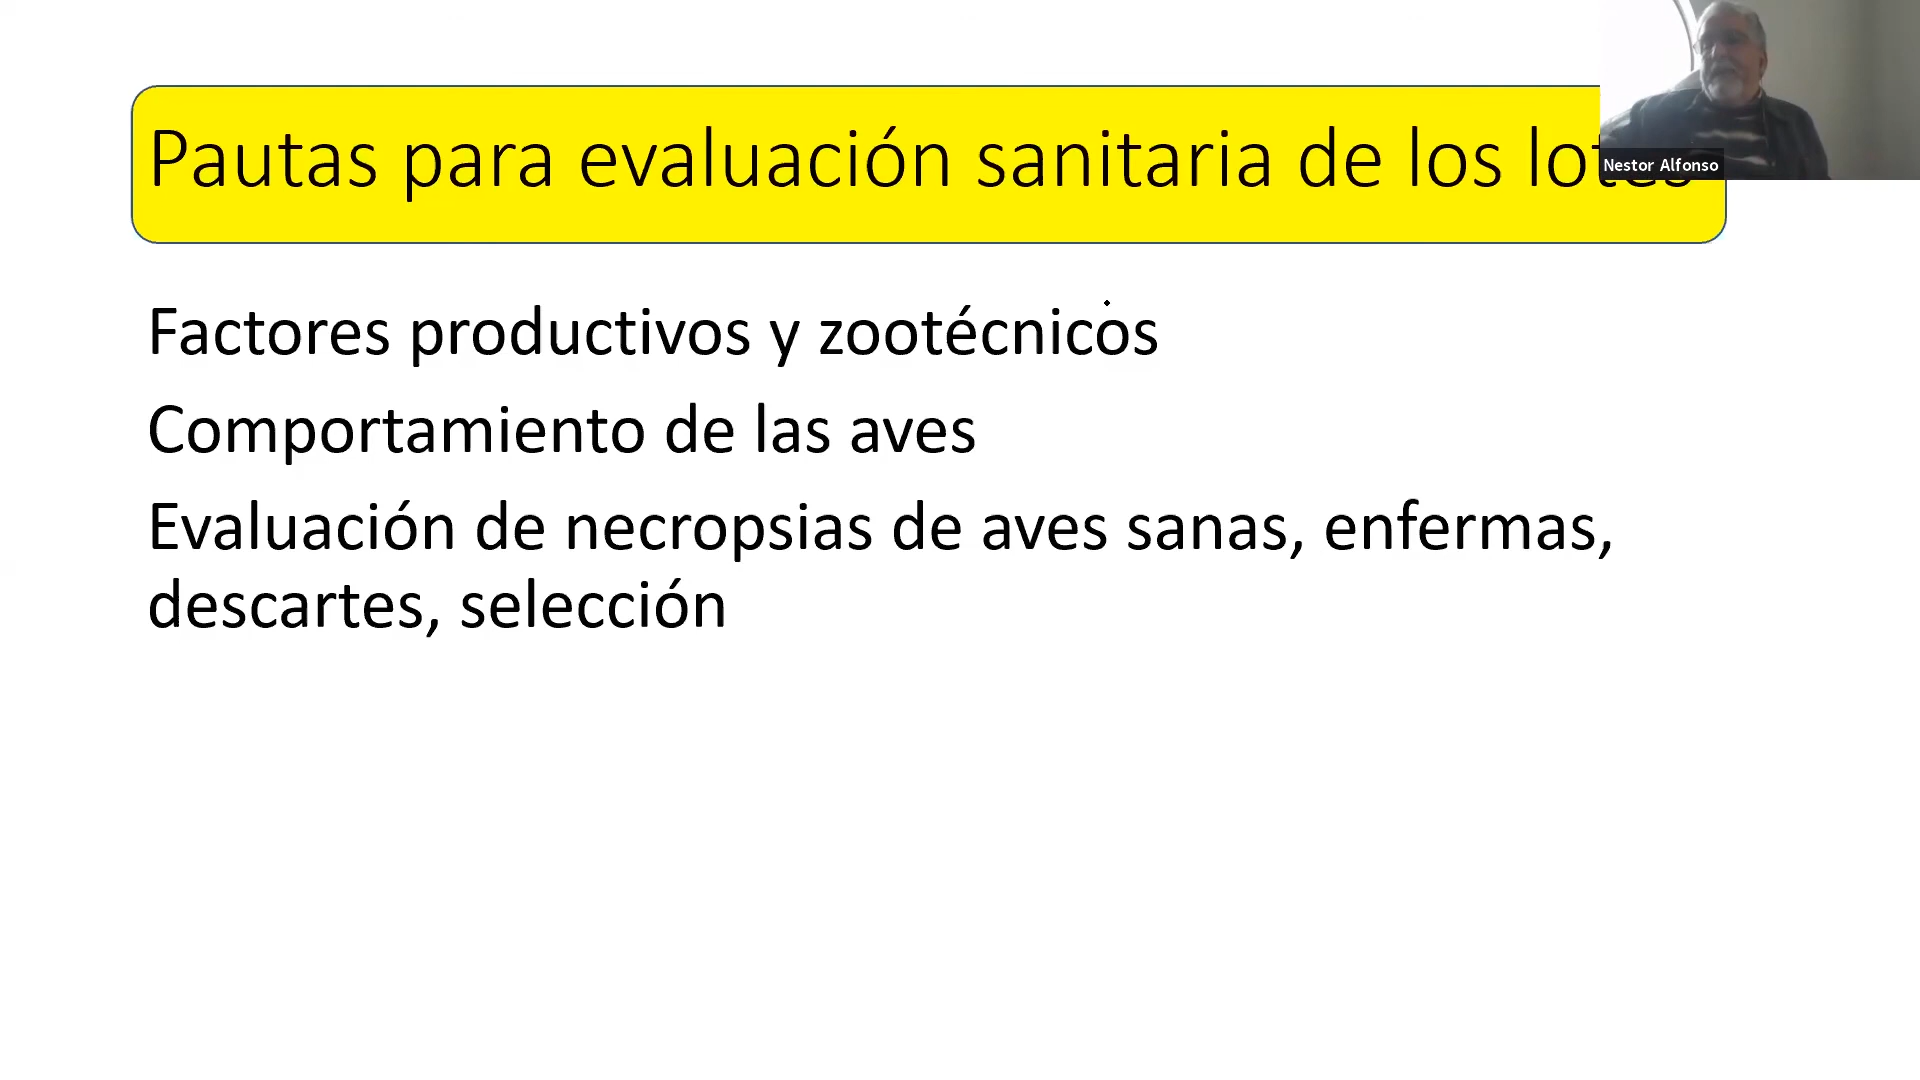 Pautas para evaluación sanitaria de los lotes
Nestor Alfonso
Factores productivos y zootécnicos
Comportamiento de las aves
Evaluación de necropsias de aves sanas, enfermas,
descartes, selección